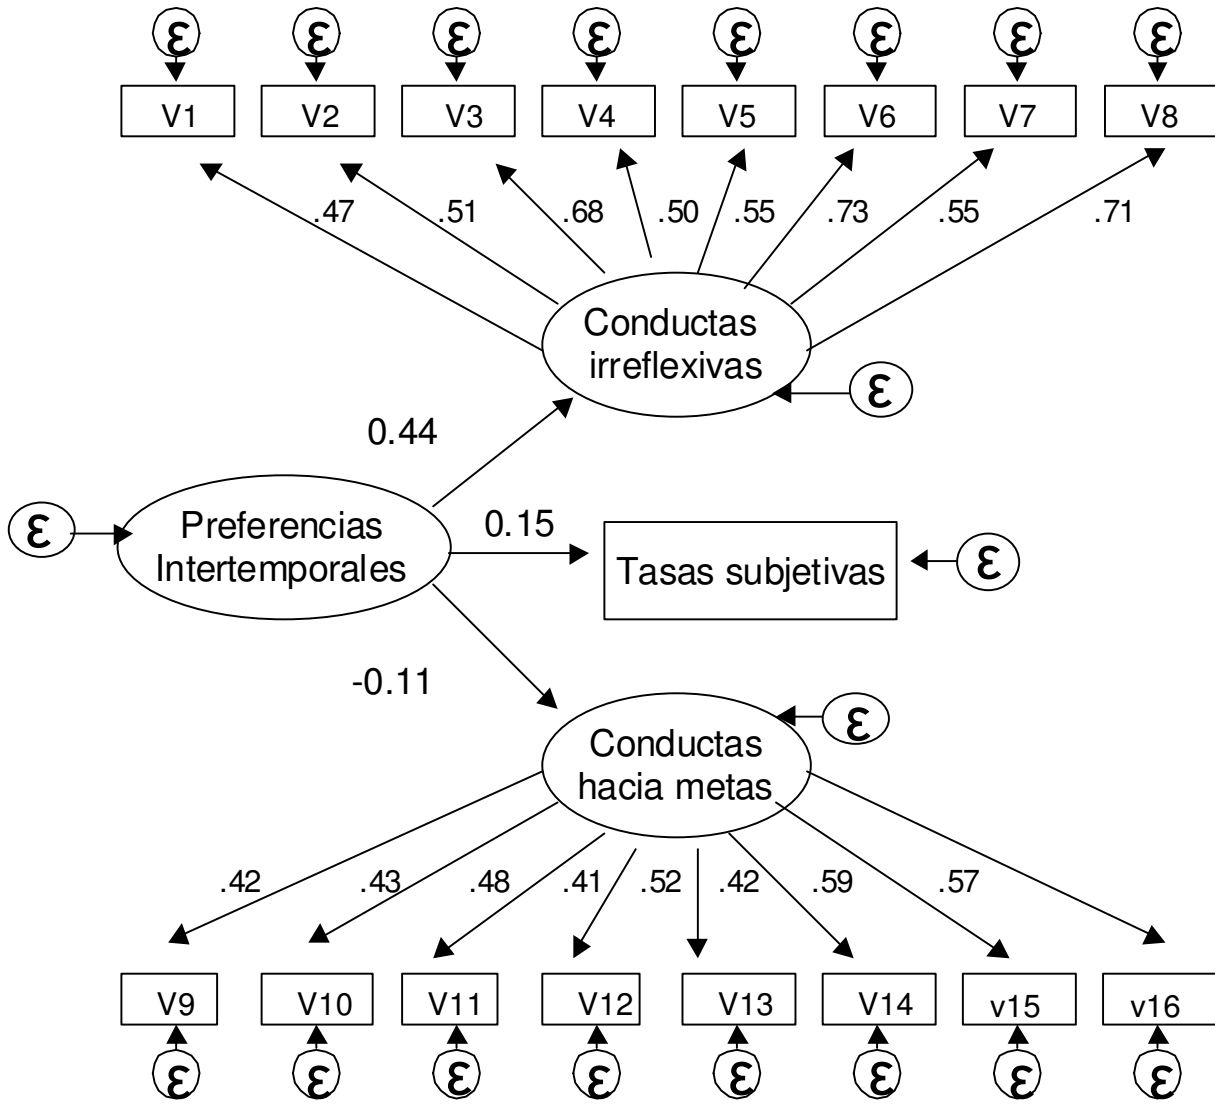 ε ε ε ε ε ε ε ε
V1 V2 V3 V4 V5 V6 V7 V8
.47 .51 .68 .50 .55 .73 .55 .71
Conductas
irreflexivas
ε
0.44
Preferencias
Intertemporales
ε
0.15
Tasas subjetivas
ε
-0.11
Conductas
hacia metas
ε
.42 .43 .48 .41 .52 .42 .59 .57
V9 V10 V11 V12 V13 V14 v15 v16
ε ε ε ε ε ε ε ε